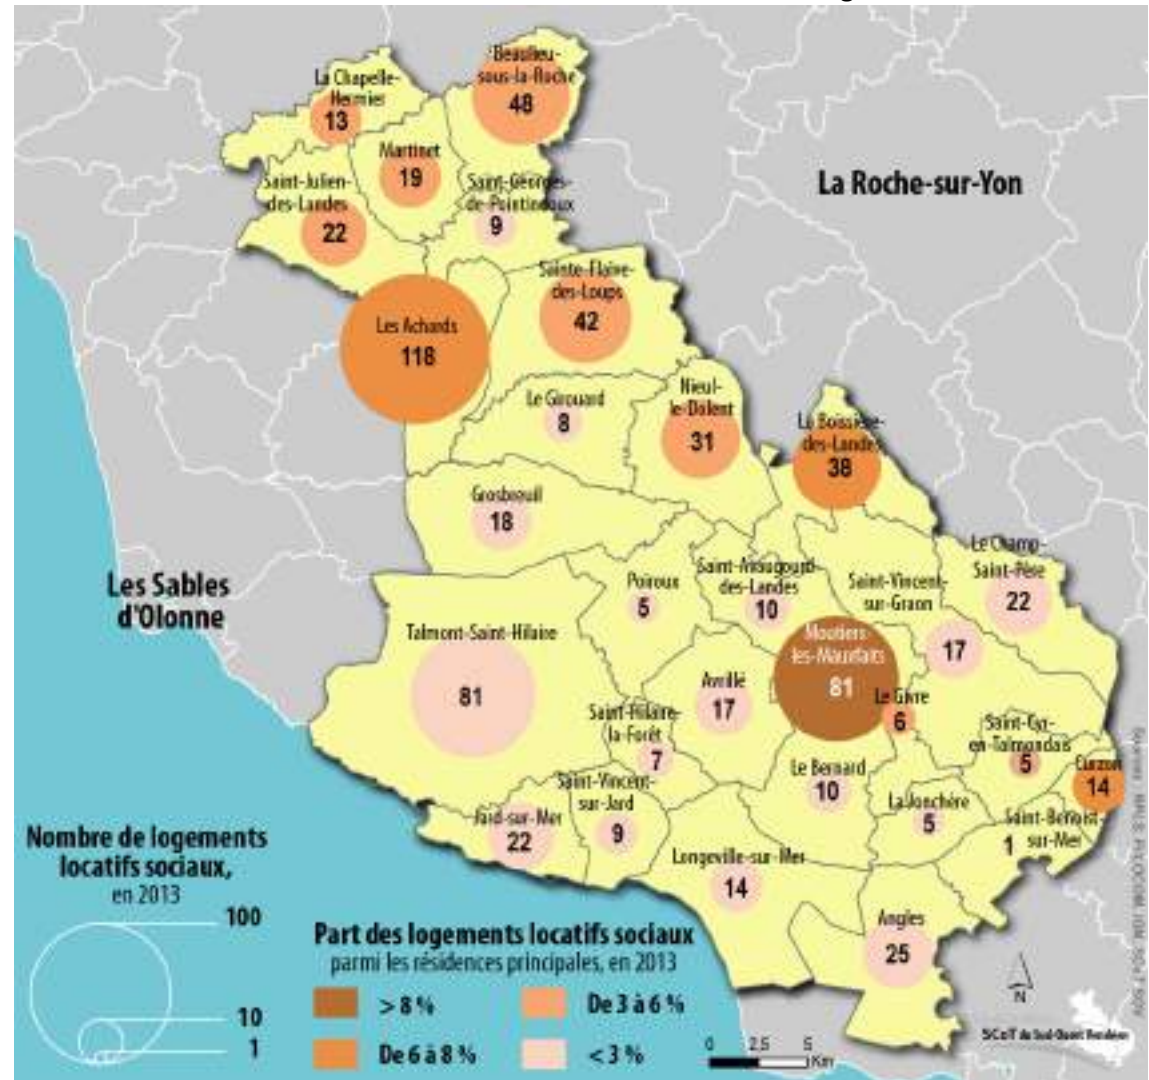 Beaulieu-
sous-la-Roche
48
La Chapelle-
Hermier
13
Martinet
19
Saint-Julien-
des-Landes
22
Saint-Georges-
de-Pointindoux
9
La Roche-sur-Yon
Sainte-Flaive-
des-Loups
42
Les Achards
118
Le Girouard
8
Nieul-
le-Dolent
31
La Boissière-
des-Landes
38
Grosbreuil
18
Le Champ-
Saint-Père
22
Les Sables
d'Olonne
Poiroux
5
Saint-Avaugourd-
des-Landes
10
Saint-Vincent-
sur-Graon
17
Talmont-Saint-Hilaire
81
Moutiers-
les-Mauxfaits
81
Avrillé
17
Le Givre
6
Saint-Hilaire-
la-Forêt
7
Saint-Cyr-
en-Talmondais
5
Curzon
14
Le Bernard
10
Saint-Vincent-
sur-Jard
9
Jard-sur-Mer
22
La Jonchère
5
Saint-Benoist-
sur-Mer
1
Longeville-sur-Mer
14
Angles
25
Nombre de logements
locatifs sociaux,
en 2013
100
10
1
Part des logements locatifs sociaux
parmi les résidences principales, en 2013
> 8 %
De 3 à 6 %
De 6 à 8 %
< 3 %
0 2,5 5
Km
N
SCoT du Sud-Ouest Vendéen